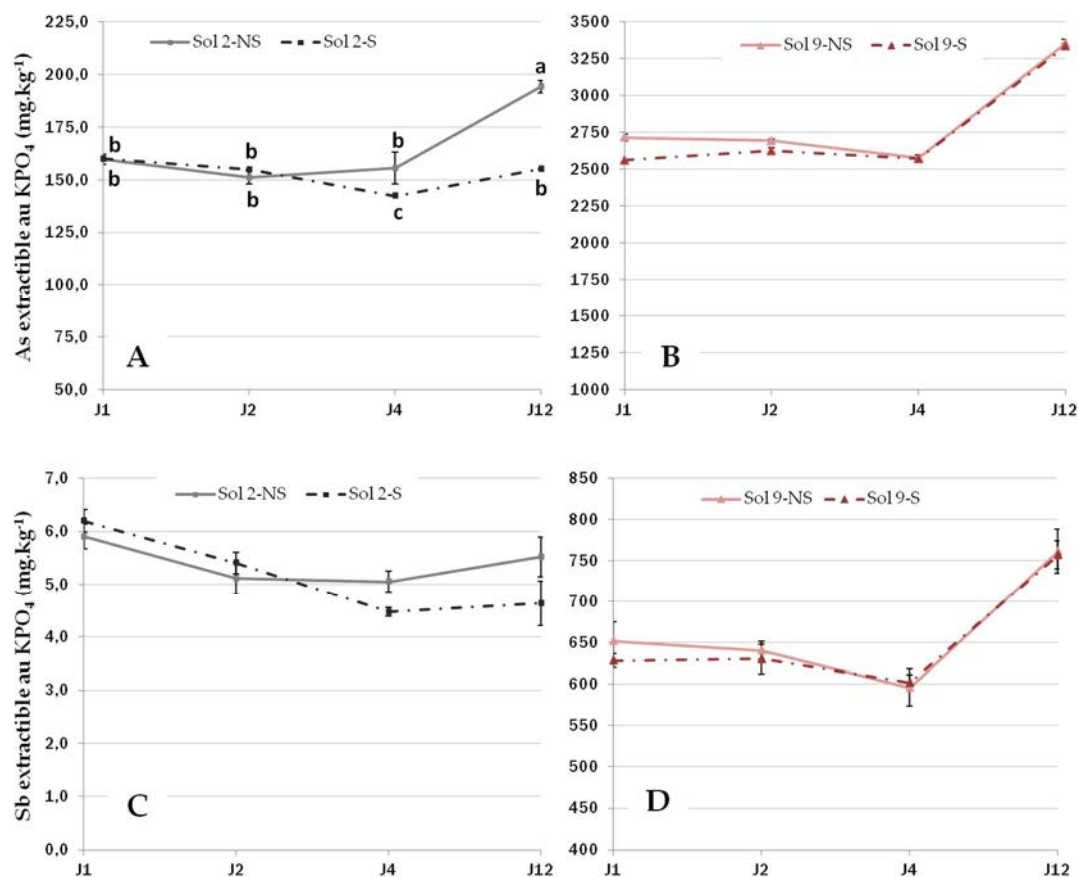 As extractible au KPO4 (mg.kg-1)
225,0
200,0
175,0
150,0
125,0
100,0
75,0
50,0
Sol 2-NS Sol 2-S
b
b
b
b
b
c
a
b
A
J1 J2 J4 J12
3500
3250
3000
2750
2500
2250
2000
1750
1500
1250
1000
Sol 9-NS Sol 9-S
B
J1 J2 J4 J12
Sb extractible au KPO4 (mg.kg-1)
7,0
6,0
5,0
4,0
3,0
2,0
1,0
0,0
Sol 2-NS Sol 2-S
C
J1 J2 J4 J12
850
800
750
700
650
600
550
500
450
400
Sol 9-NS Sol 9-S
D
J1 J2 J4 J12